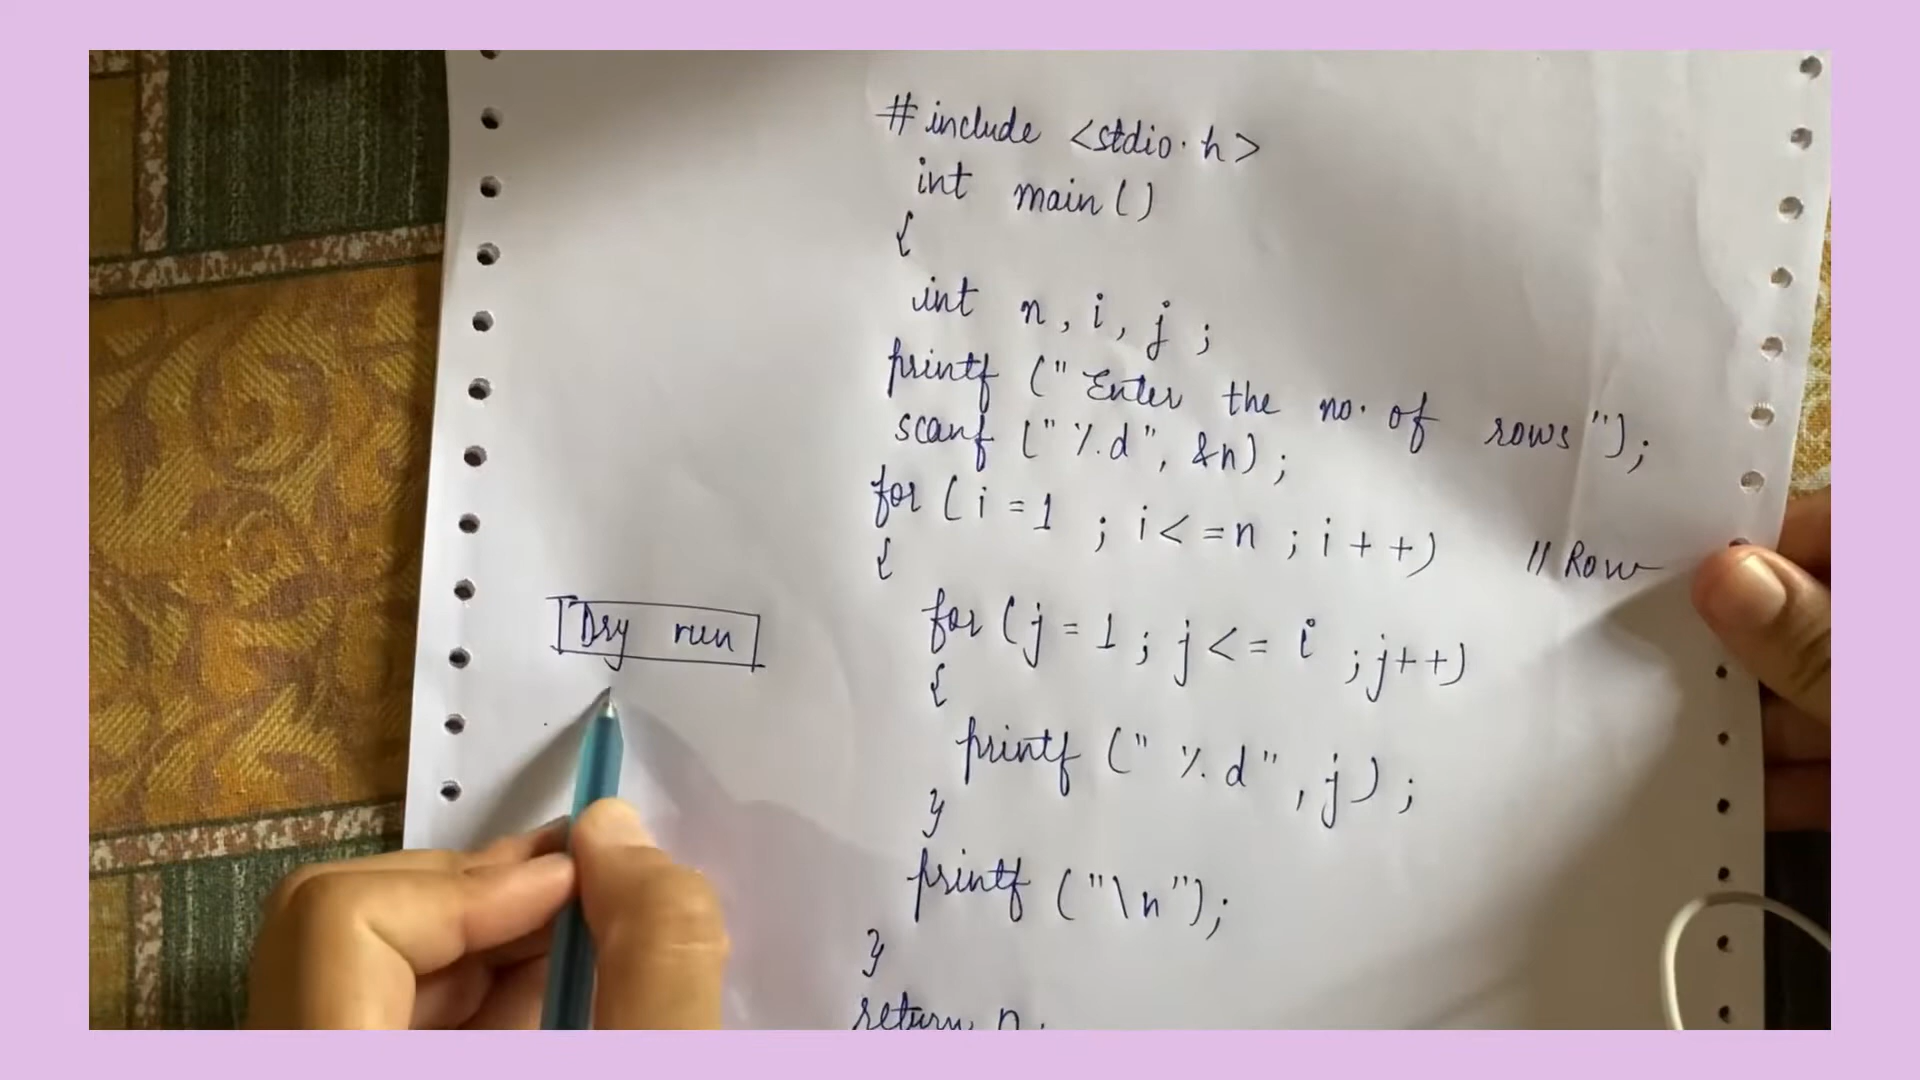 #include <stdio.h>
int main()
{
int n, i, j ;
printf ("Enter the no. of rows");
scanf ("%d", &n);
for (i=1 ; i<=n ; i++) // Row
{
Dry run
for (j=1 ; j<= i ; j++)
{
printf ("%d", j);
}
printf ("\n");
}
return